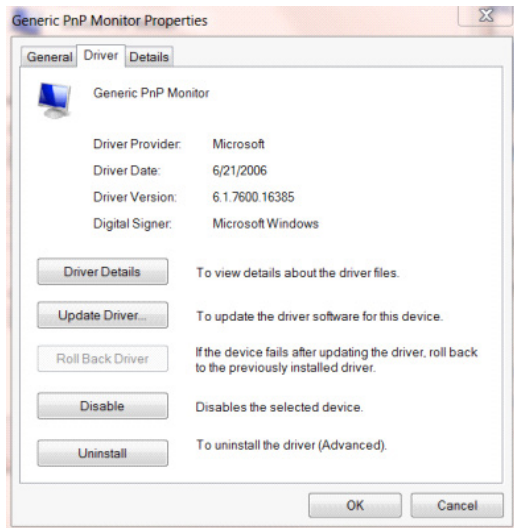 Generic PnP Monitor Properties
General Driver Details
Generic PnP Monitor
Driver Provider: Microsoft
Driver Date: 6/21/2006
Driver Version: 6.1.7600.16385
Digital Signer: Microsoft Windows
Driver Details To view details about the driver files.
Update Driver... To update the driver software for this device.
Roll Back Driver If the device fails after updating the driver, roll back
to the previously installed driver.
Disable Disables the selected device.
Uninstall To uninstall the driver (Advanced).
OK Cancel